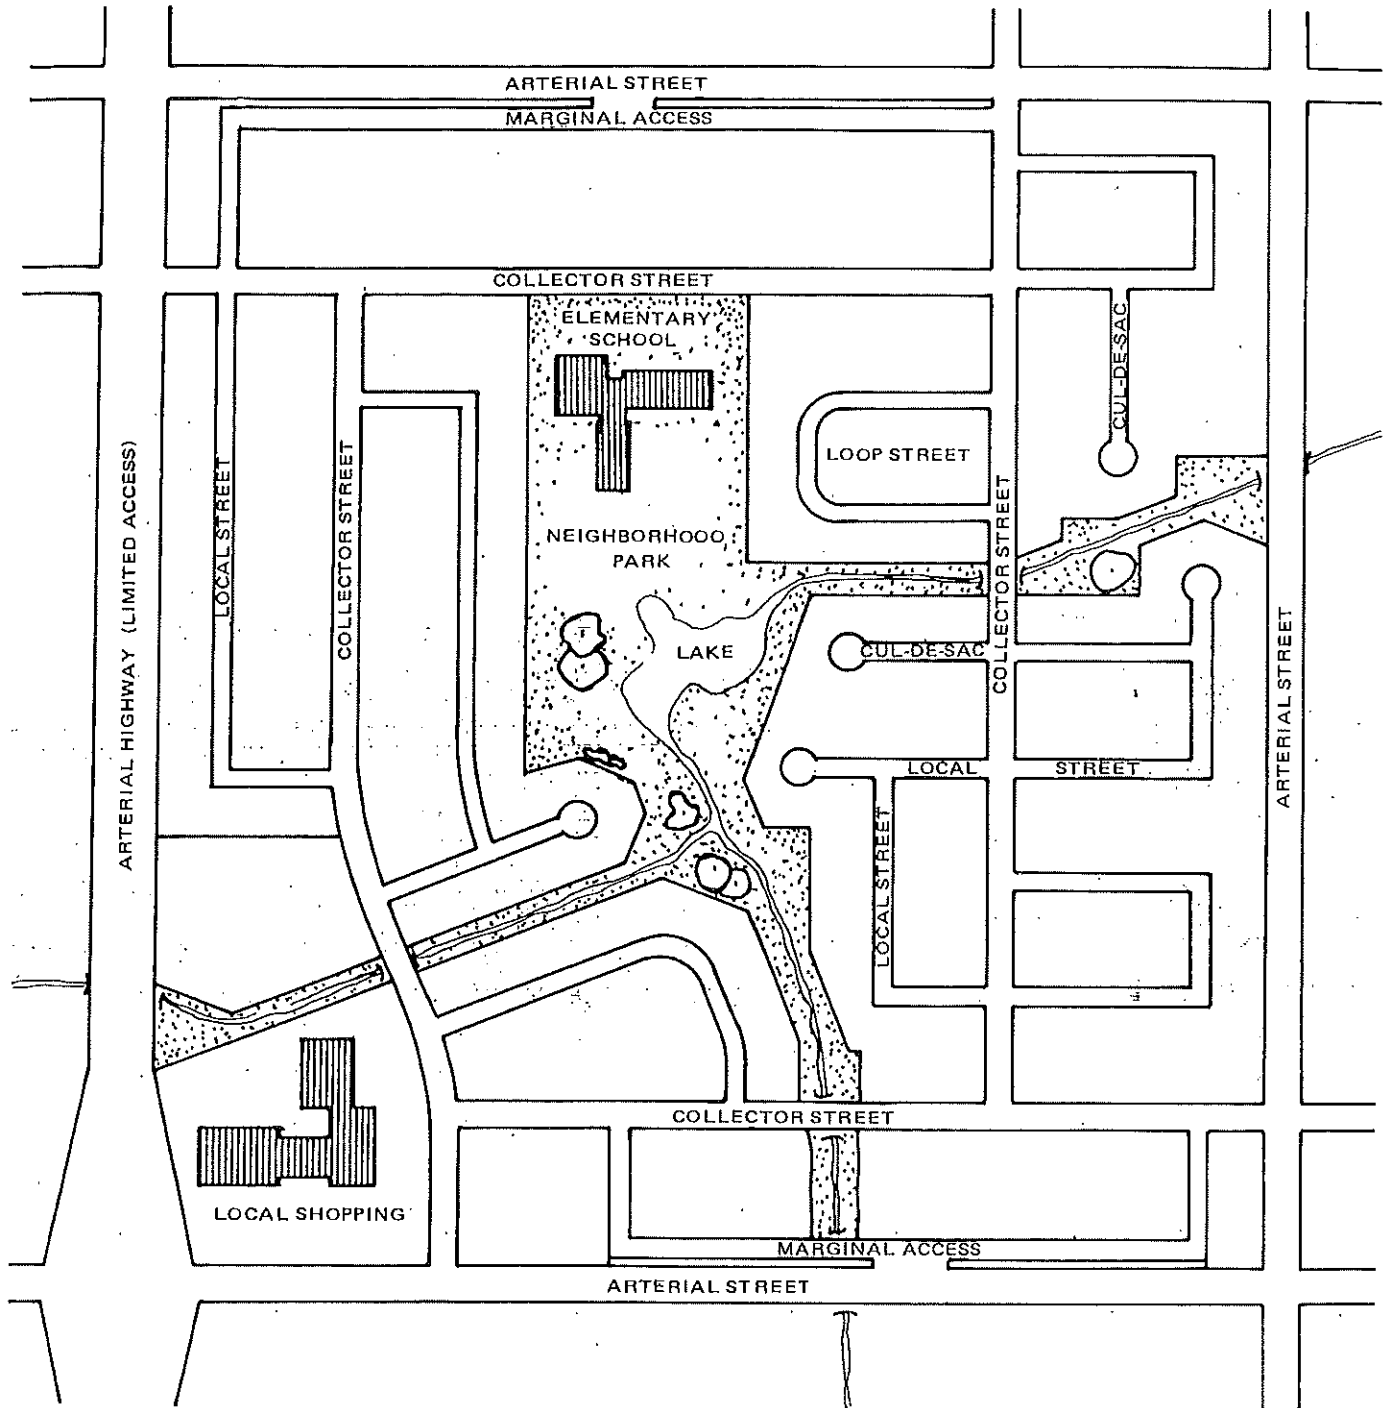 ARTERIAL STREET
MARGINAL ACCESS
COLLECTOR STREET
ELEMENTARY
SCHOOL
CUL-DE-SAC
LOOP STREET
ARTERIAL HIGHWAY (LIMITED ACCESS)
LOCAL STREET
COLLECTOR STREET
NEIGHBORHOOD
PARK
COLLECTOR STREET
LAKE
CUL-DE-SAC
ARTERIAL STREET
LOCAL STREET
LOCAL STREET
COLLECTOR STREET
LOCAL SHOPPING
MARGINAL ACCESS
ARTERIAL STREET